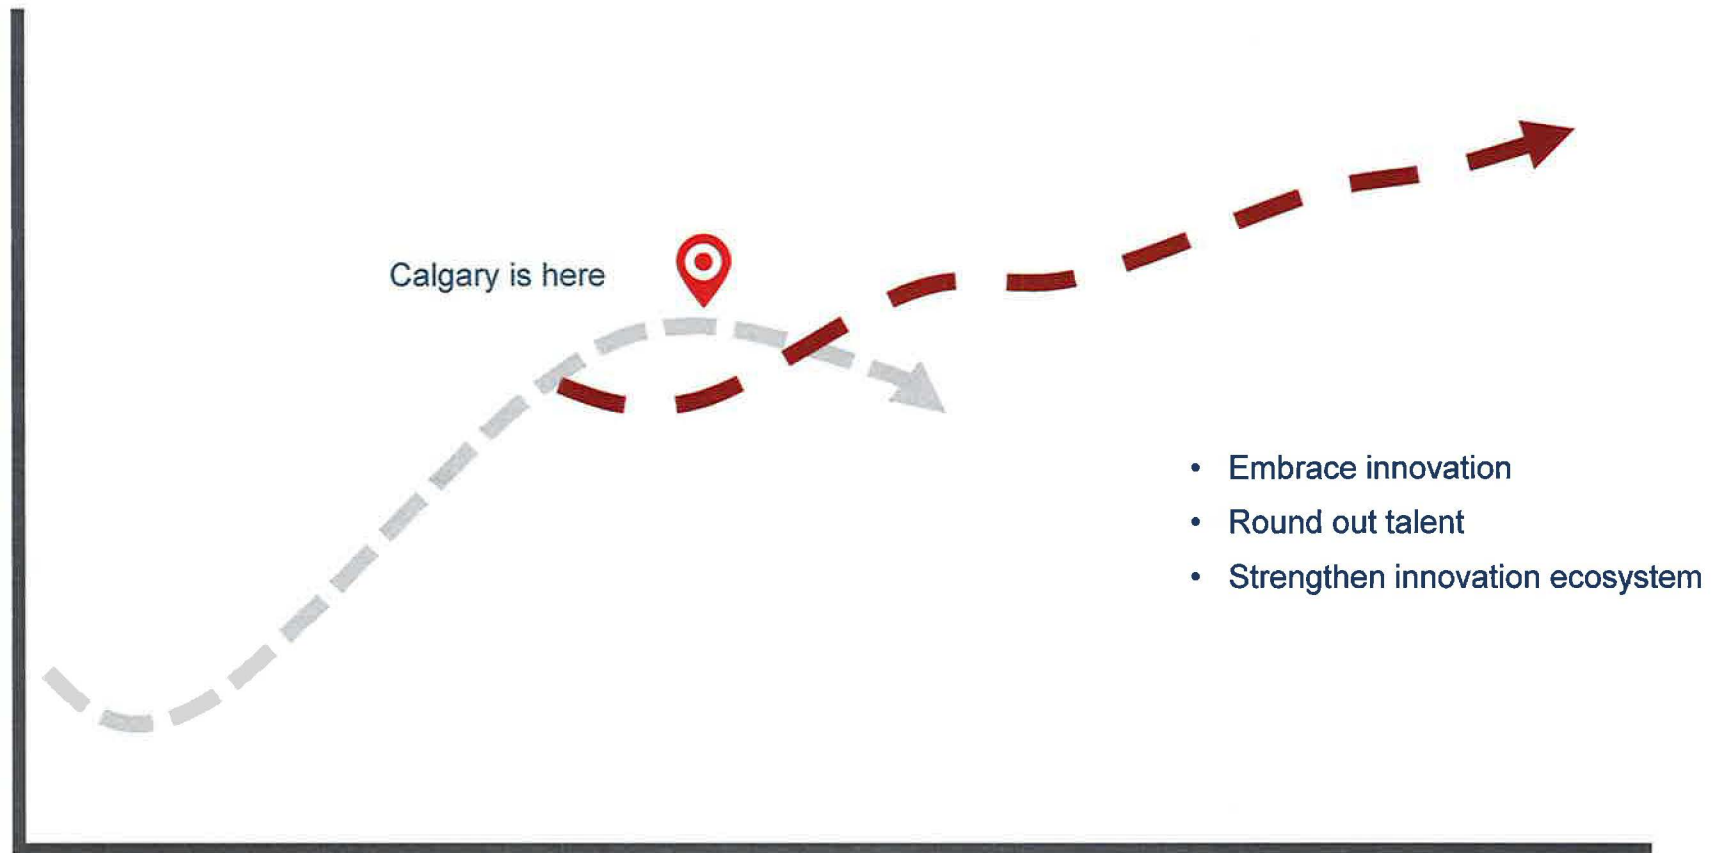 Calgary is here
• Embrace innovation
• Round out talent
• Strengthen innovation ecosystem